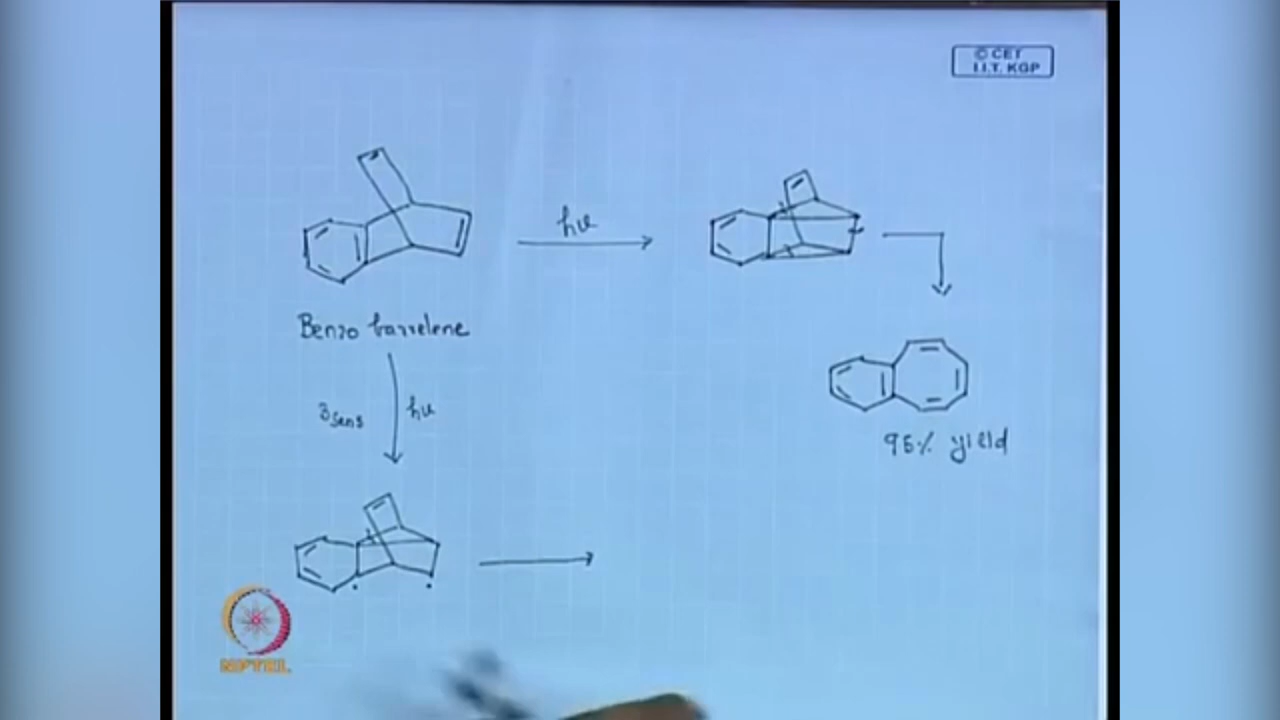 © CET
I.I.T. KGP
hν
Benzo barrelene
3sens hν
95% yield
NPTEL